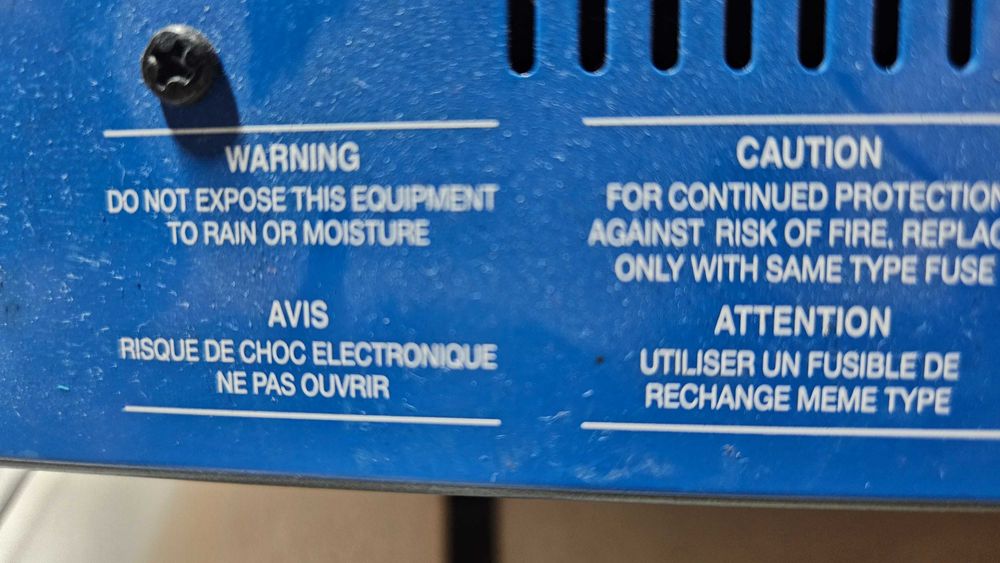 WARNING
DO NOT EXPOSE THIS EQUIPMENT
TO RAIN OR MOISTURE
AVIS
RISQUE DE CHOC ELECTRONIQUE
NE PAS OUVRIR
CAUTION
FOR CONTINUED PROTECTION
AGAINST RISK OF FIRE, REPLAC
ONLY WITH SAME TYPE FUSE
ATTENTION
UTILISER UN FUSIBLE DE
RECHANGE MEME TYPE